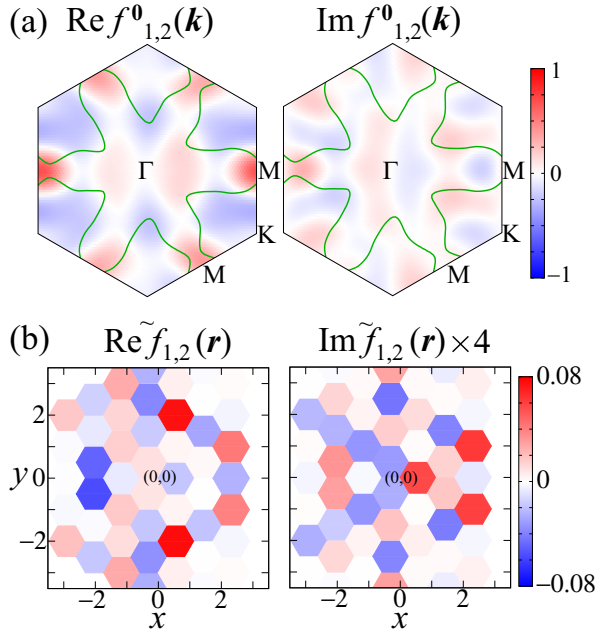 (a) Re f⁰₁,₂(k) Im f⁰₁,₂(k)
1
Γ M Γ M 0
K K
M M
−1
(b) Re f̃₁,₂(r) Im f̃₁,₂(r) ×4
0.08
2
y 0 (0,0) (0,0) 0
−2
−0.08
−2 0 2 −2 0 2
x x